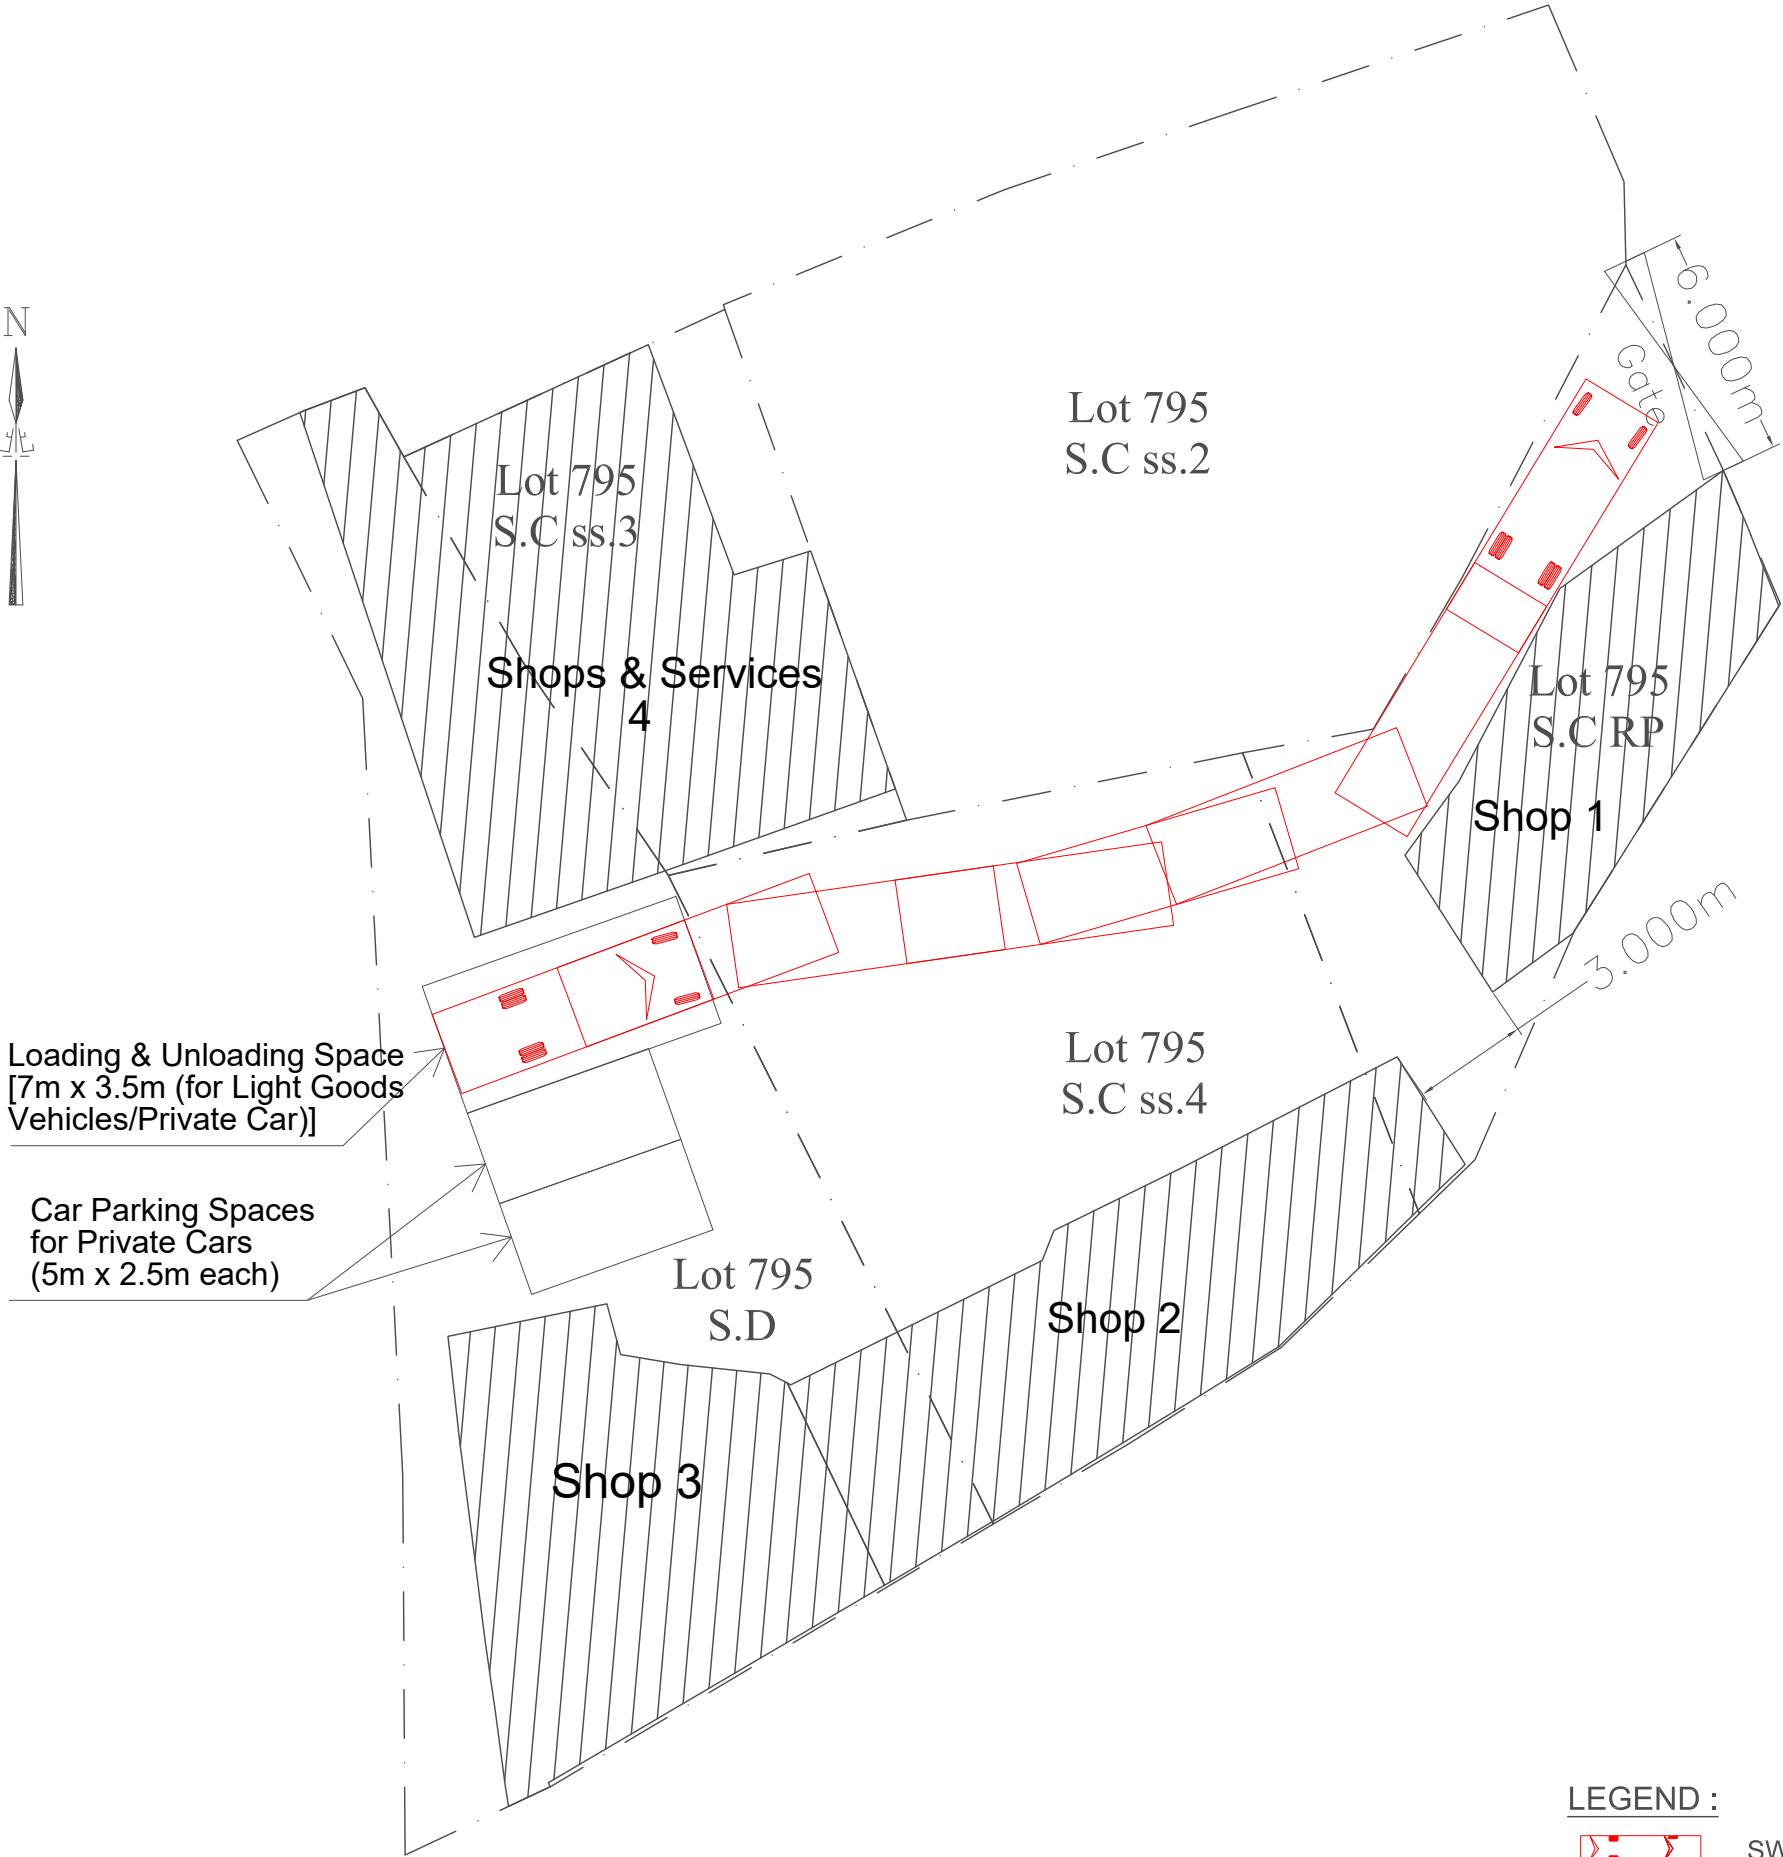 N
6.000m
Gate
Lot 795
S.C ss.2
Lot 795
S.C ss.3
Shops & Services
4
Lot 795
S.C RP
Shop 1
3.000m
Loading & Unloading Space
[7m x 3.5m (for Light Goods
Vehicles/Private Car)]
Lot 795
S.C ss.4
Car Parking Spaces
for Private Cars
(5m x 2.5m each)
Lot 795
S.D
Shop 2
Shop 3
LEGEND :